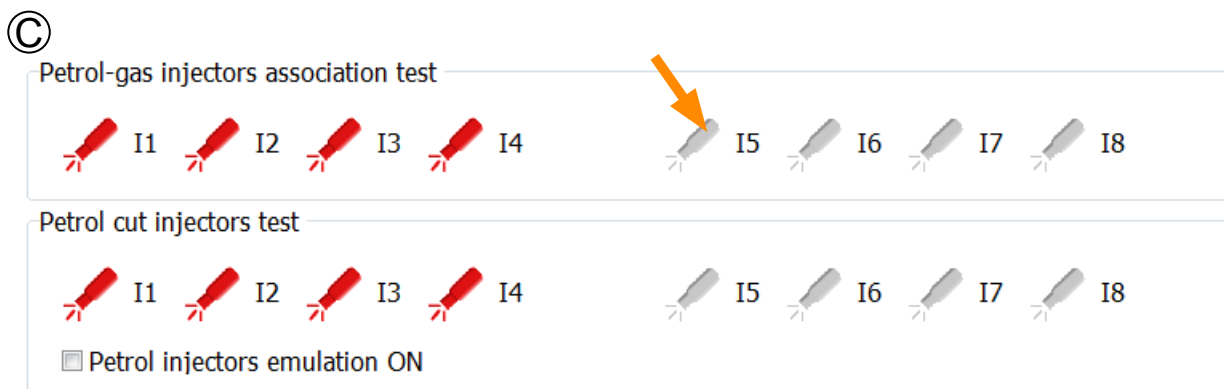 ©
Petrol-gas injectors association test
I1 I2 I3 I4 I5 I6 I7 I8
Petrol cut injectors test
I1 I2 I3 I4 I5 I6 I7 I8
Petrol injectors emulation ON